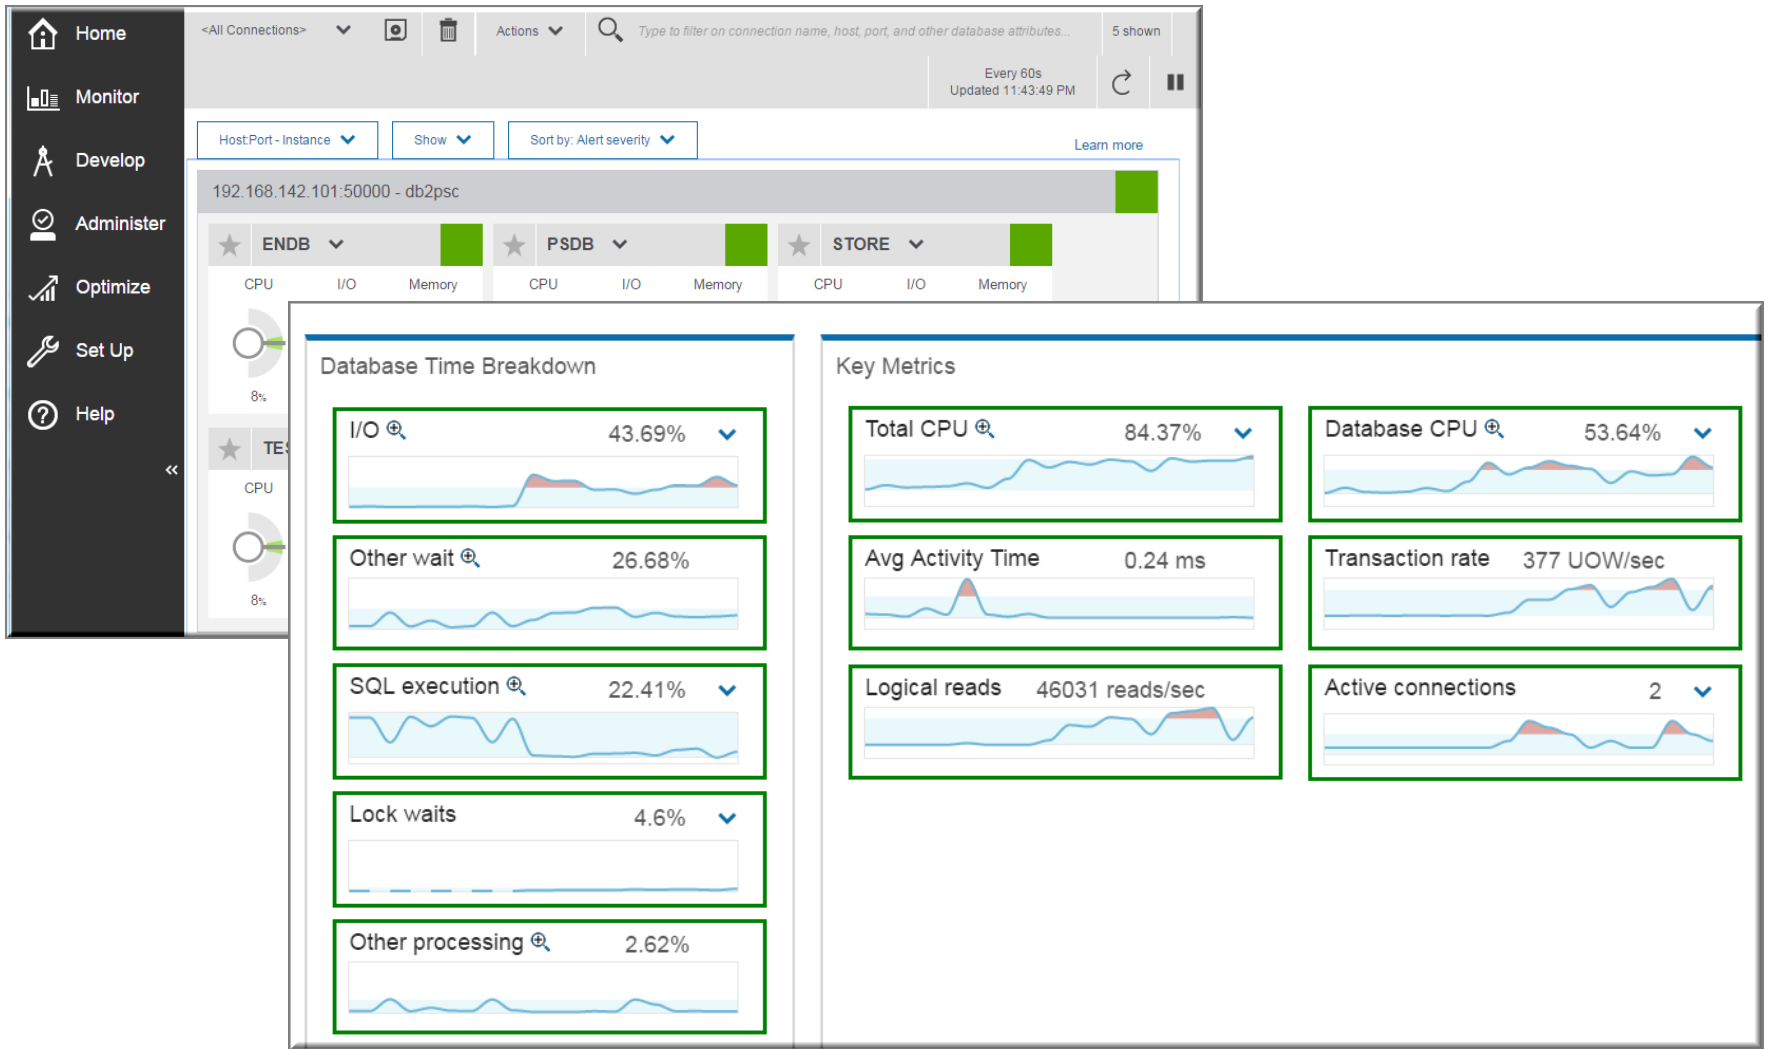 Home
Monitor
Develop
Administer
Optimize
Set Up
Help
«
<All Connections>
Actions
Type to filter on connection name, host, port, and other database attributes...
5 shown
Every 60s
Updated 11:43:49 PM
Host:Port - Instance
Show
Sort by: Alert severity
Learn more
192.168.142.101:50000 - db2psc
ENDB
PSDB
STORE
CPU I/O Memory
CPU I/O Memory
CPU I/O Memory
8%
CPU
8%
Database Time Breakdown
I/O 43.69%
Other wait 26.68%
SQL execution 22.41%
Lock waits 4.6%
Other processing 2.62%
Key Metrics
Total CPU 84.37%
Database CPU 53.64%
Avg Activity Time 0.24 ms
Transaction rate 377 UOW/sec
Logical reads 46031 reads/sec
Active connections 2